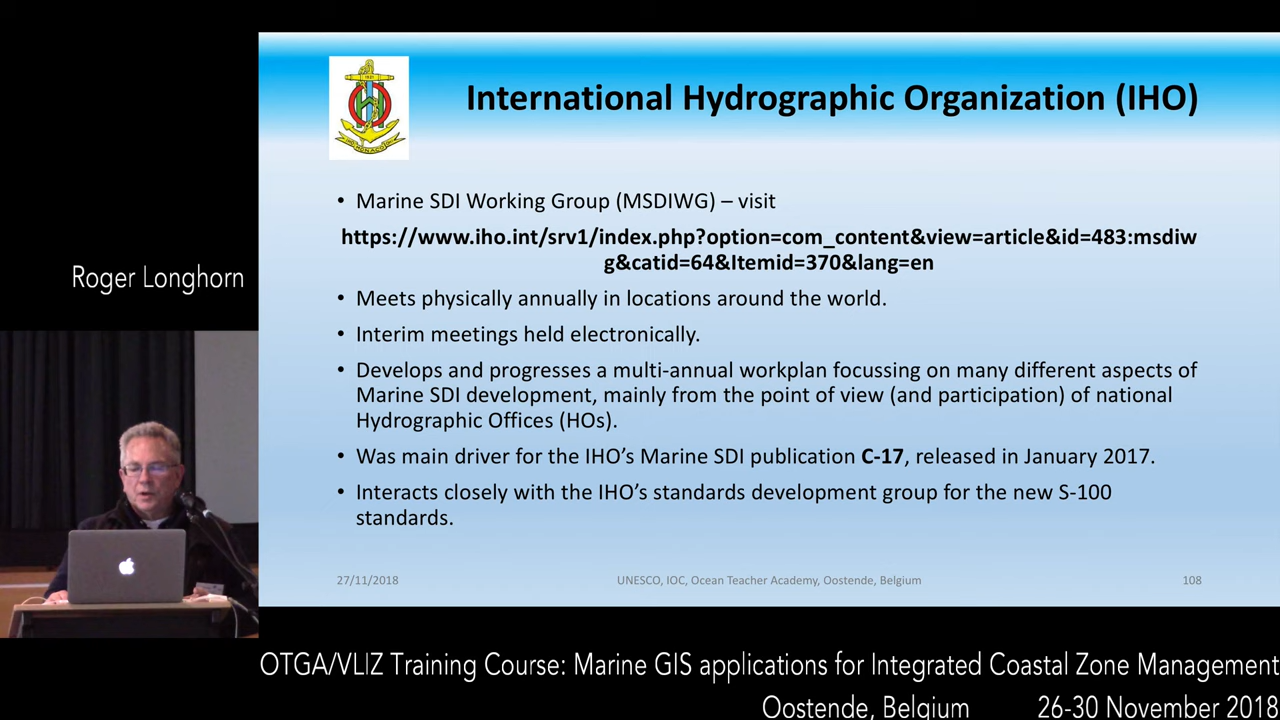 International Hydrographic Organization (IHO)
• Marine SDI Working Group (MSDIWG) – visit
https://www.iho.int/srv1/index.php?option=com_content&view=article&id=483:msdiw
g&catid=64&Itemid=370&lang=en
• Meets physically annually in locations around the world.
• Interim meetings held electronically.
• Develops and progresses a multi-annual workplan focussing on many different aspects of
Marine SDI development, mainly from the point of view (and participation) of national
Hydrographic Offices (HOs).
• Was main driver for the IHO’s Marine SDI publication C-17, released in January 2017.
• Interacts closely with the IHO’s standards development group for the new S-100
standards.
27/11/2018
UNESCO, IOC, Ocean Teacher Academy, Oostende, Belgium
108
Roger Longhorn
OTGA/VLIZ Training Course: Marine GIS applications for Integrated Coastal Zone Management
Oostende, Belgium 26-30 November 2018